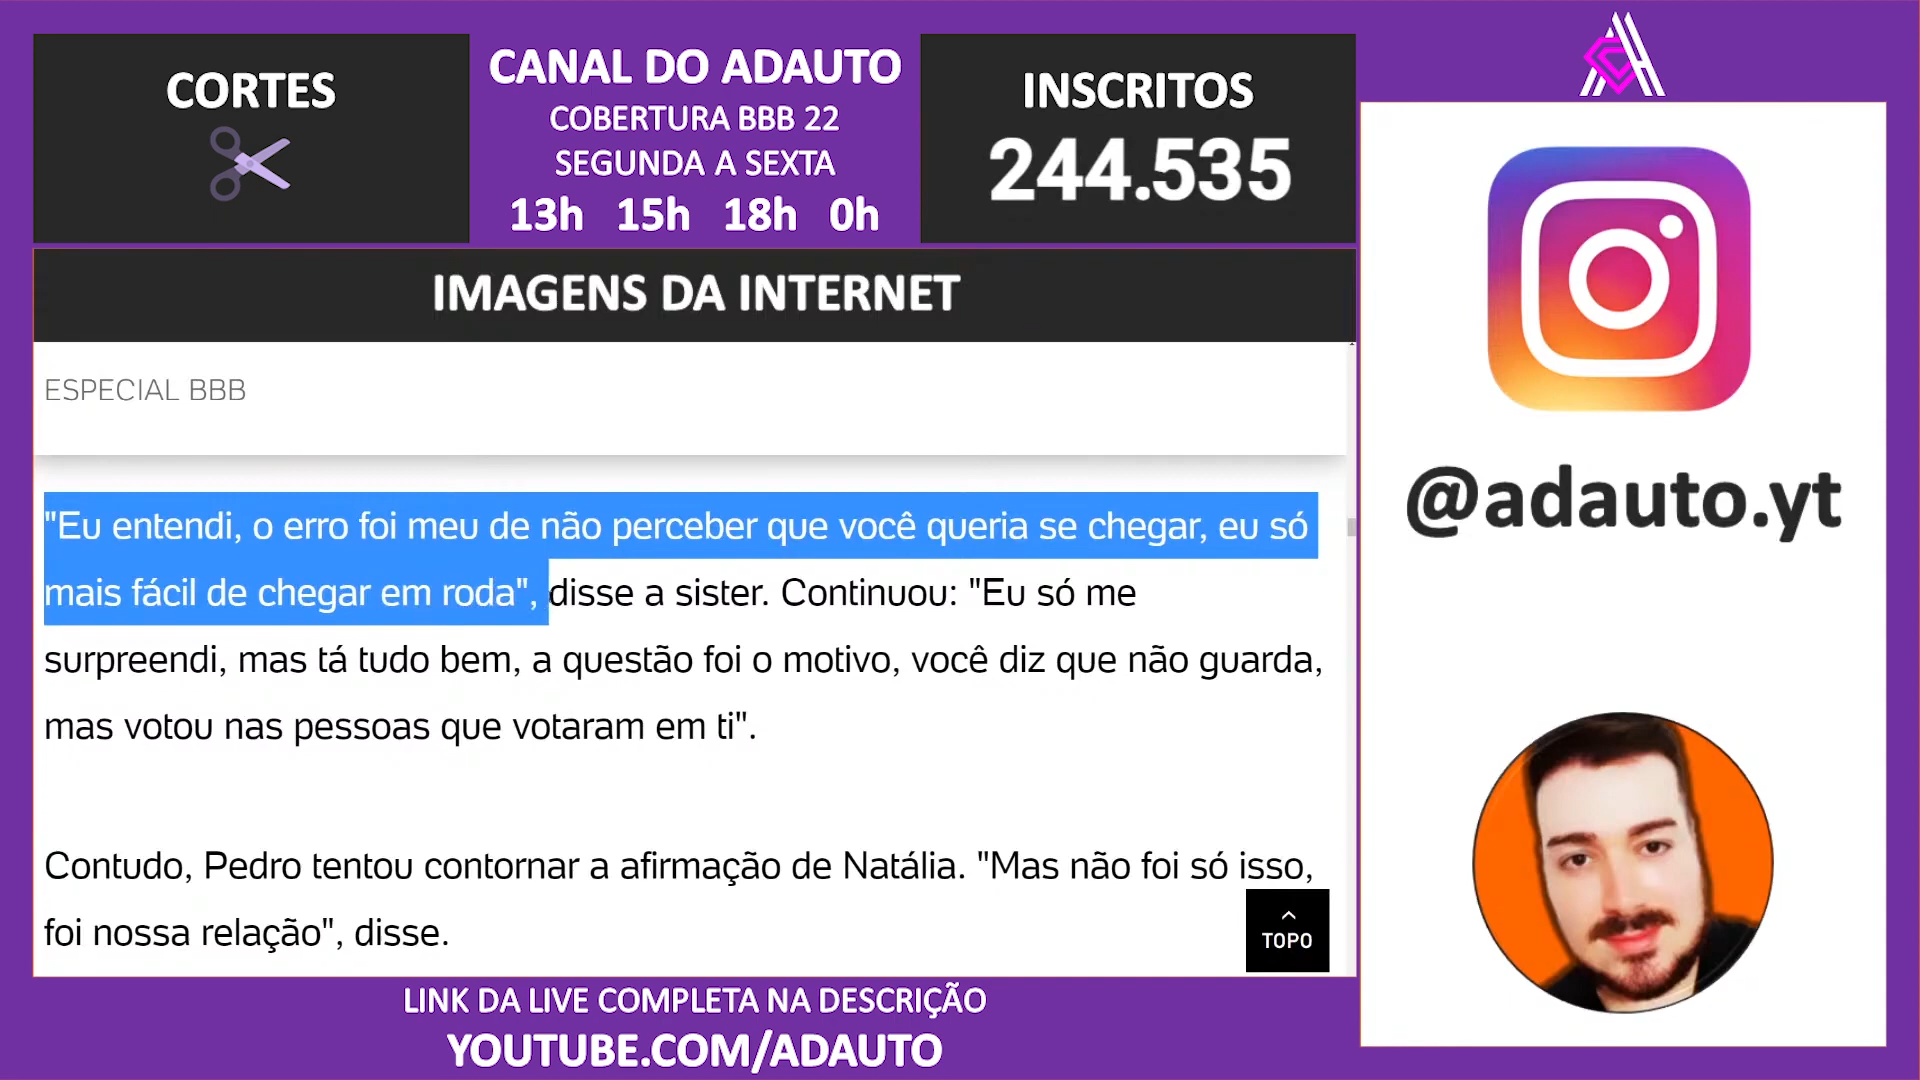 CORTES
CANAL DO ADAUTO
COBERTURA BBB 22
SEGUNDA A SEXTA
13h 15h 18h 0h
INSCRITOS
244.535
IMAGENS DA INTERNET
ESPECIAL BBB
"Eu entendi, o erro foi meu de não perceber que você queria se chegar, eu só
mais fácil de chegar em roda", disse a sister. Continuou: "Eu só me
surpreendi, mas tá tudo bem, a questão foi o motivo, você diz que não guarda,
mas votou nas pessoas que votaram em ti".
Contudo, Pedro tentou contornar a afirmação de Natália. "Mas não foi só isso,
foi nossa relação", disse.
TOPO
LINK DA LIVE COMPLETA NA DESCRIÇÃO
YOUTUBE.COM/ADAUTO
@adauto.yt